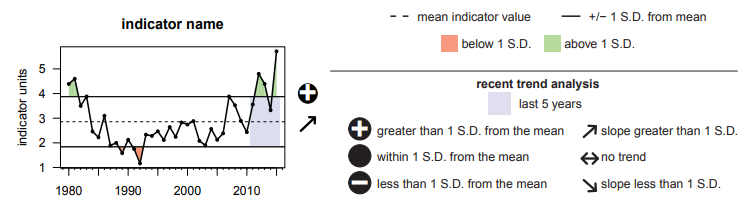 indicator name
indicator units
5
4
3
2
1
1980
1990
2000
2010
mean indicator value
+/− 1 S.D. from mean
below 1 S.D.
above 1 S.D.
recent trend analysis
last 5 years
greater than 1 S.D. from the mean
slope greater than 1 S.D.
within 1 S.D. from the mean
no trend
less than 1 S.D. from the mean
slope less than 1 S.D.